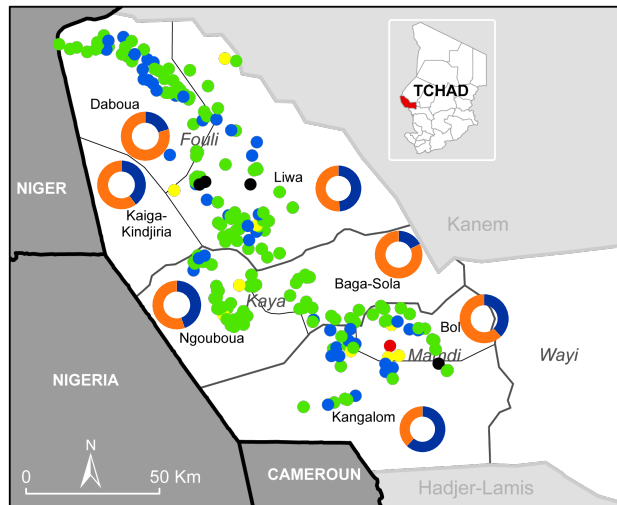 TCHAD
Daboua
Fouli
Liwa
NIGER
Kaiga-
Kindjiria
Kanem
Baga-Sola
Kaya
Bol
Ngouboua
Mamdi
Wayi
NIGERIA
Kangalom
N
0
50 Km
CAMEROUN
Hadjer-Lamis